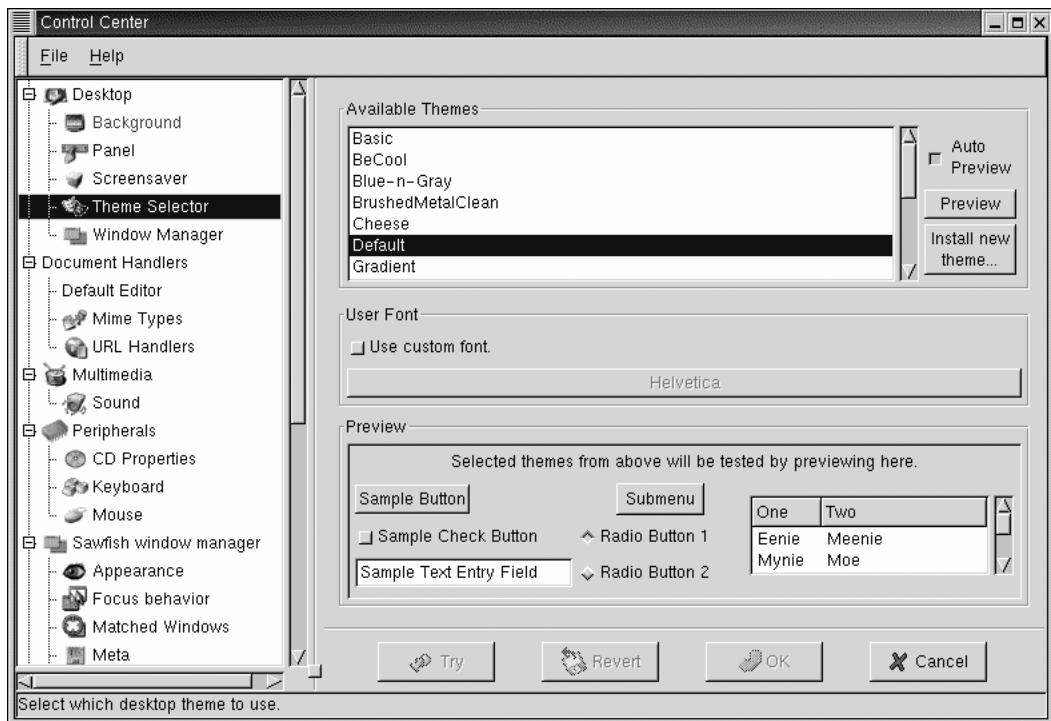 Control Center
File Help
Desktop
Background
Panel
Screensaver
Theme Selector
Window Manager
Document Handlers
Default Editor
Mime Types
URL Handlers
Multimedia
Sound
Peripherals
CD Properties
Keyboard
Mouse
Sawfish window manager
Appearance
Focus behavior
Matched Windows
Meta
Available Themes
Basic
BeCool
Blue-n-Gray
BrushedMetalClean
Cheese
Default
Gradient
Auto
Preview
Preview
Install new
theme...
User Font
Use custom font.
Helvetica
Preview
Selected themes from above will be tested by previewing here.
Sample Button
Submenu
Sample Check Button
Radio Button 1
Sample Text Entry Field
Radio Button 2
One Two
Eenie Meenie
Mynie Moe
Try
Revert
OK
Cancel
Select which desktop theme to use.